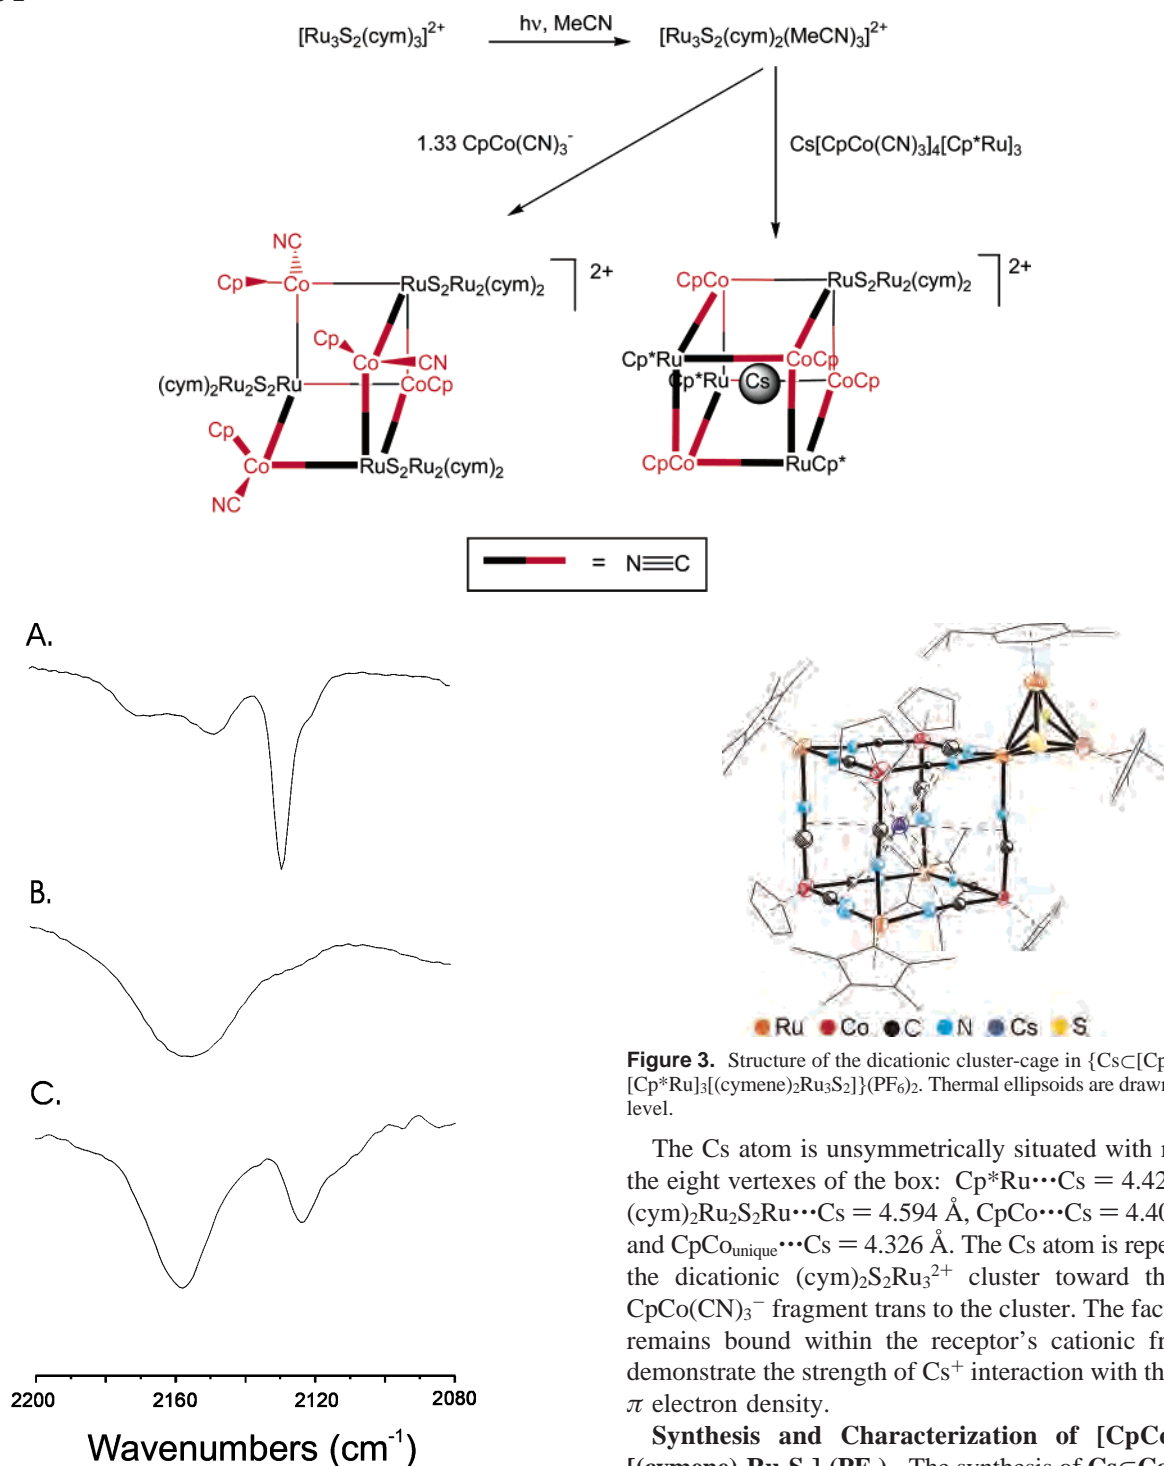 [Ru3S2(cym)3]2+ hν, MeCN [Ru3S2(cym)2(MeCN)3]2+
1.33 CpCo(CN)3- Cs[CpCo(CN)3]4[Cp*Ru]3
NC
Cp Co RuS2Ru2(cym)2 2+
Cp Co CN
(cym)2Ru2S2Ru CoCp
Cp
Co RuS2Ru2(cym)2
NC
CpCo RuS2Ru2(cym)2 2+
Cp*Ru CoCp
Cp*Ru Cs CoCp
CpCo RuCp*
= N≡C
A.
B.
C.
2200 2160 2120 2080
Wavenumbers (cm-1)
Ru Co C N Cs S
Figure 3. Structure of the dicationic cluster-cage in {Cs⊂[Cp
[Cp*Ru]3[(cymene)2Ru3S2]}(PF6)2. Thermal ellipsoids are drawn
level.
The Cs atom is unsymmetrically situated with r
the eight vertexes of the box: Cp*Ru···Cs = 4.42
(cym)2Ru2S2Ru···Cs = 4.594 Å, CpCo···Cs = 4.40
and CpCounique···Cs = 4.326 Å. The Cs atom is repe
the dicationic (cym)2S2Ru32+ cluster toward th
CpCo(CN)3− fragment trans to the cluster. The fac
remains bound within the receptor's cationic fr
demonstrate the strength of Cs+ interaction with th
π electron density.
Synthesis and Characterization of [CpCo